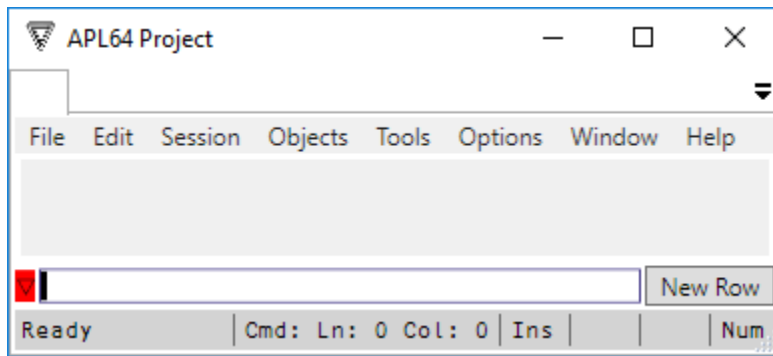 APL64 Project
File Edit Session Objects Tools Options Window Help
New Row
Ready Cmd: Ln: 0 Col: 0 Ins Num